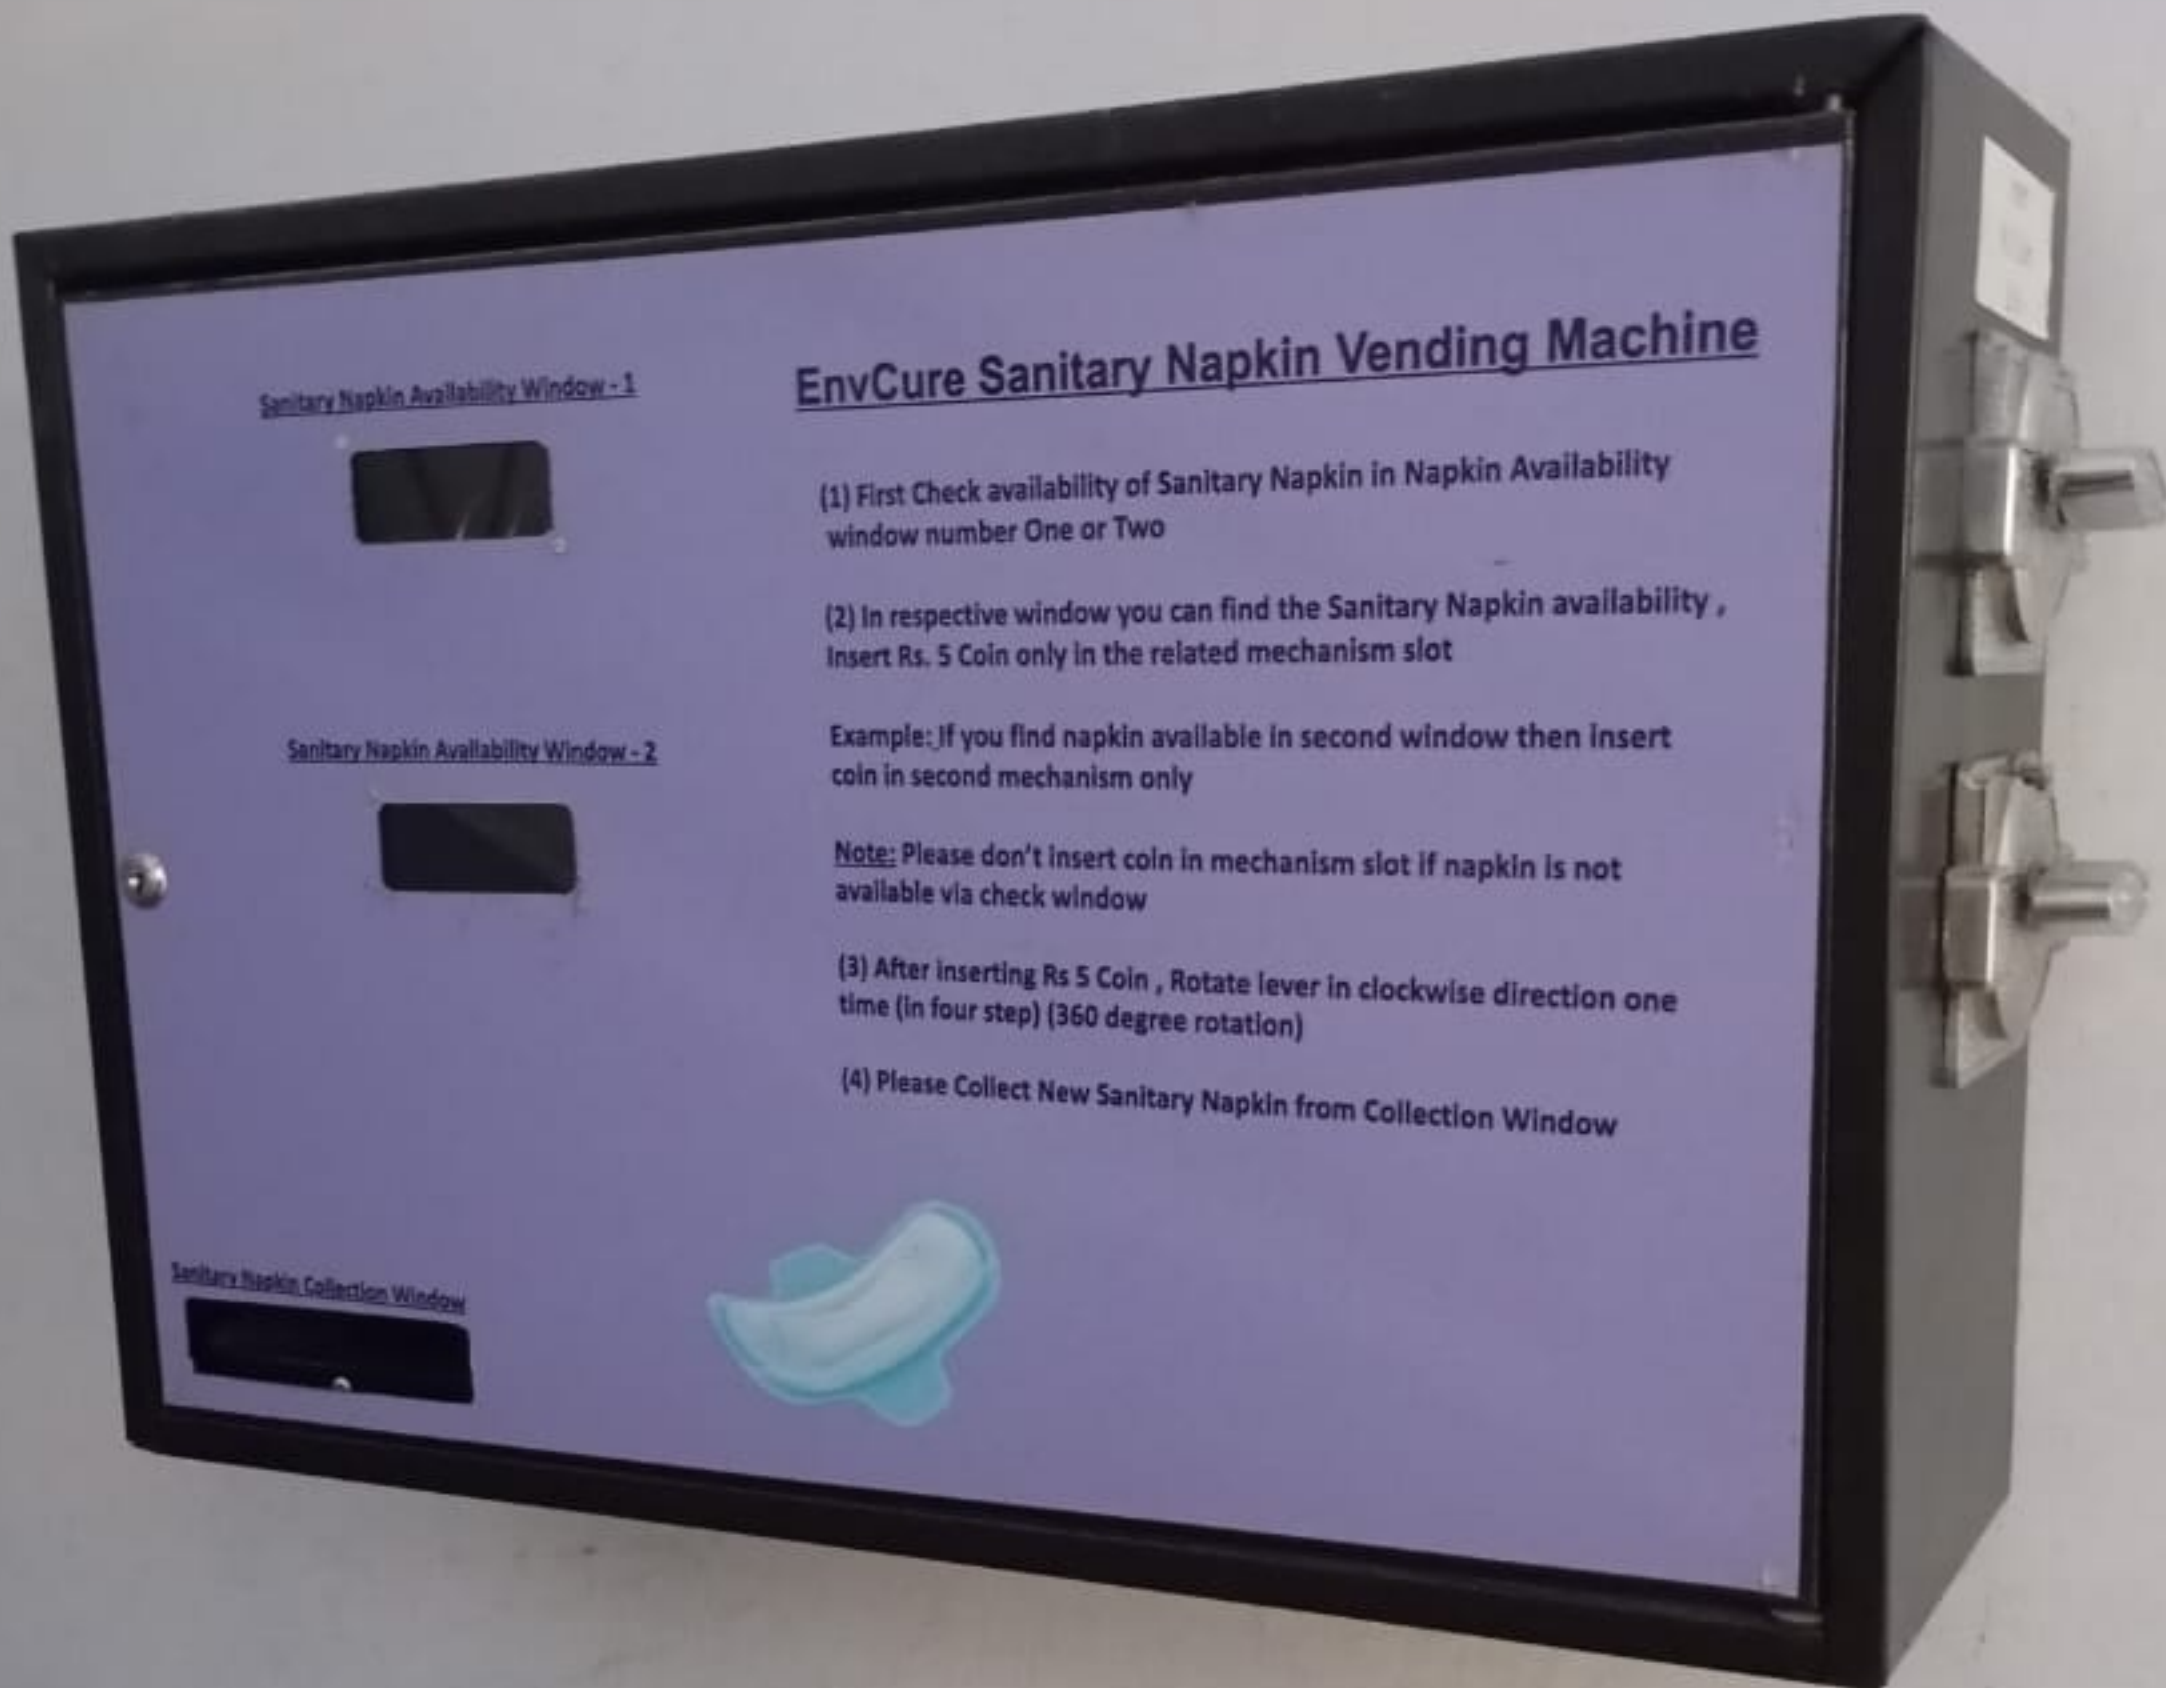 Sanitary Napkin Availability Window - 1
Sanitary Napkin Availability Window - 2
Sanitary Napkin Collection Window
EnvCure Sanitary Napkin Vending Machine
(1) First Check availability of Sanitary Napkin in Napkin Availability
window number One or Two
(2) In respective window you can find the Sanitary Napkin availability ,
Insert Rs. 5 Coin only in the related mechanism slot
Example: If you find napkin available in second window then insert
coin in second mechanism only
Note: Please don't insert coin in mechanism slot if napkin is not
available via check window
(3) After inserting Rs 5 Coin , Rotate lever in clockwise direction one
time (in four step) (360 degree rotation)
(4) Please Collect New Sanitary Napkin from Collection Window